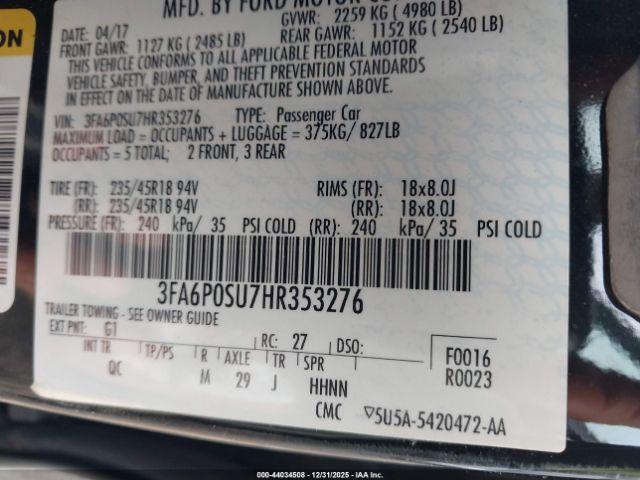 ON
MFD. BY FORD MOTOR CO
DATE: 04/17 GVWR: 2259 KG ( 4980 LB)
FRONT GAWR: 1127 KG ( 2485 LB) REAR GAWR: 1152 KG ( 2540 LB)
THIS VEHICLE CONFORMS TO ALL APPLICABLE FEDERAL MOTOR
VEHICLE SAFETY, BUMPER, AND THEFT PREVENTION STANDARDS
IN EFFECT ON THE DATE OF MANUFACTURE SHOWN ABOVE.
VIN: 3FA6P0SU7HR353276 TYPE: Passenger Car
MAXIMUM LOAD = OCCUPANTS + LUGGAGE = 375KG/ 827LB
OCCUPANTS = 5 TOTAL; 2 FRONT, 3 REAR
TIRE (FR): 235/45R18 94V RIMS (FR): 18x8.0J
(RR): 235/45R18 94V (RR): 18x8.0J
PRESSURE (FR): 240 kPa/ 35 PSI COLD (RR): 240 kPa/ 35 PSI COLD
3FA6P0SU7HR353276
TRAILER TOWING - SEE OWNER GUIDE
EXT PNT: G1 RC: 27 DSO: F0016
INT TR TP/PS R AXLE TR SPR R0023
QC M 29 J HHNN
CMC 5U5A-5420472-AA
000-44034508 - 12/31/2025 - IAAI.COM